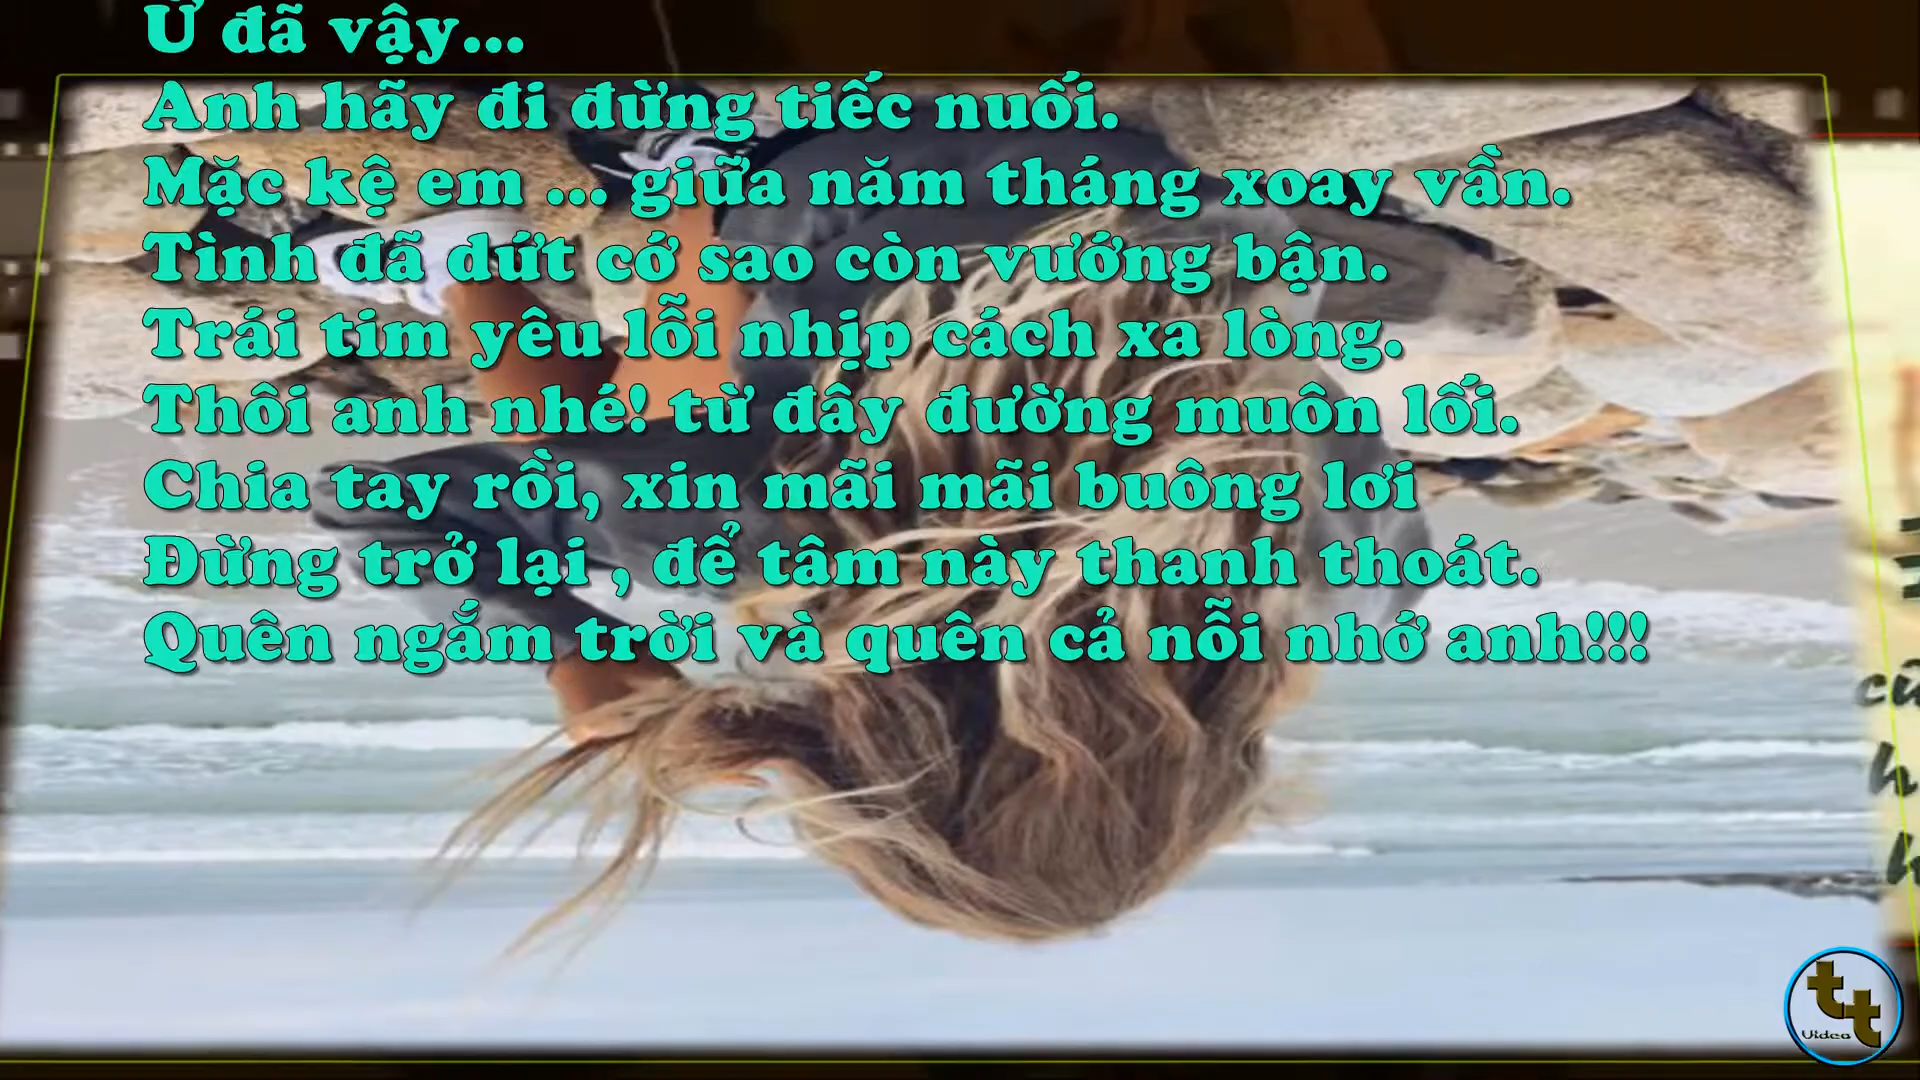 Ừ đã vậy...
Anh hãy đi đừng tiếc nuối.
Mặc kệ em ... giữa năm tháng xoay vần.
Tình đã dứt cớ sao còn vướng bận.
Trái tim yêu lỗi nhịp cách xa lòng.
Thôi anh nhé! từ đây đường muôn lối.
Chia tay rồi, xin mãi mãi buông lơi
Đừng trở lại , để tâm này thanh thoát.
Quên ngắm trời và quên cả nỗi nhớ anh!!!
tt
Video